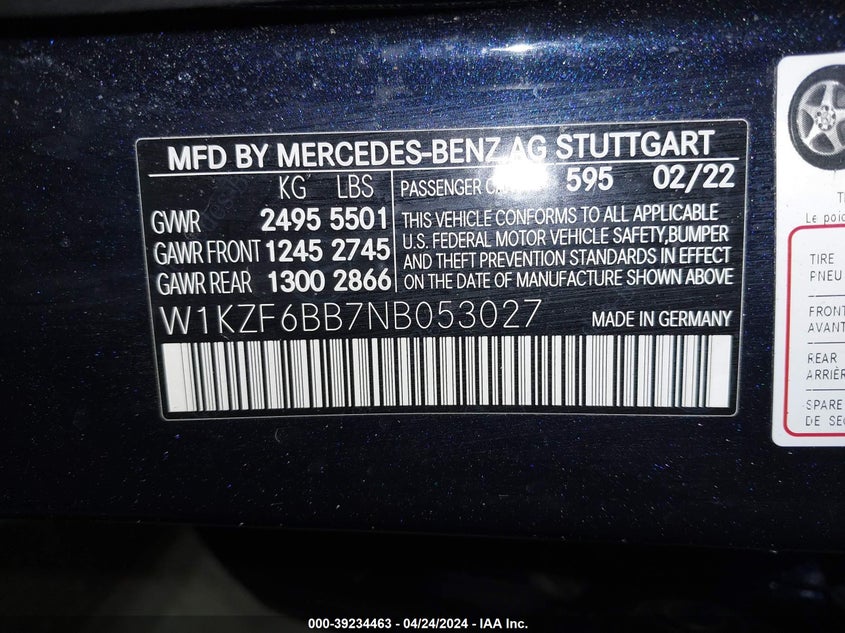 MFD BY MERCEDES-BENZ AG STUTTGART
KG LBS
PASSENGER 595 02/22
GVWR 2495 5501
GAWR FRONT 1245 2745
GAWR REAR 1300 2866
THIS VEHICLE CONFORMS TO ALL APPLICABLE
U.S. FEDERAL MOTOR VEHICLE SAFETY, BUMPER
AND THEFT PREVENTION STANDARDS IN EFFECT
ON THE DATE OF MANUFACTURE SHOWN ABOVE
W1KZF6BB7NB053027 MADE IN GERMANY
Le
TIRE
PNEU
FRONT
AVANT
REAR
ARRIÈR
SPARE
DE
000-39234463 - 04/24/2024 - IAA Inc.